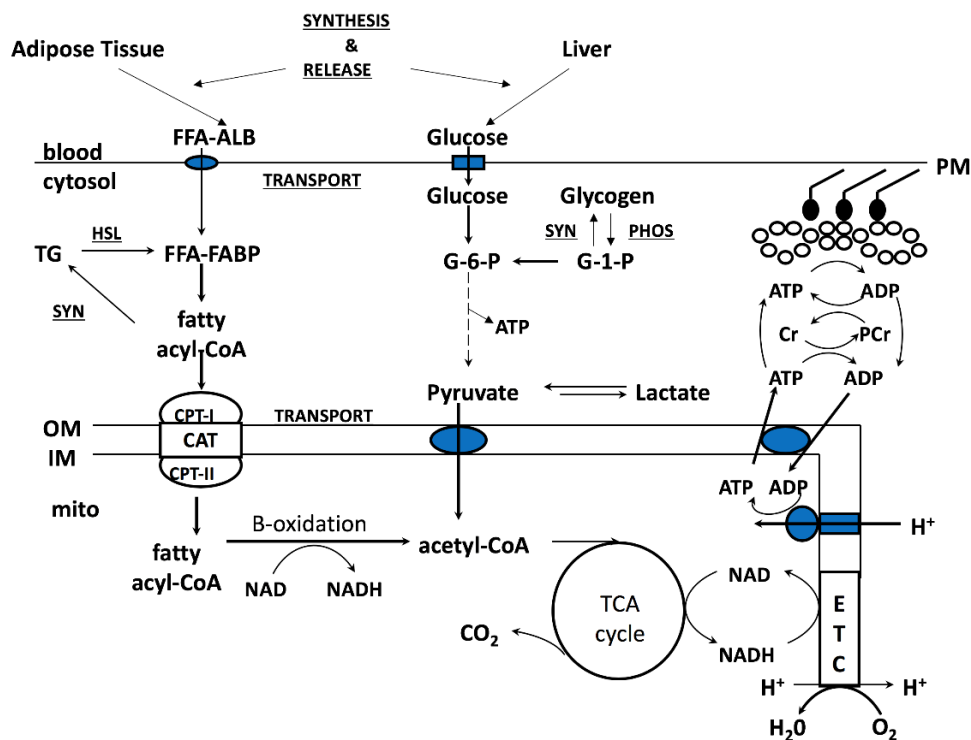 SYNTHESIS
&
RELEASE
Adipose Tissue
Liver
FFA-ALB
Glucose
blood
PM
cytosol
TRANSPORT
Glucose
Glycogen
SYN
PHOS
HSL
TG
FFA-FABP
G-6-P
G-1-P
ATP
ADP
SYN
fatty
acyl-CoA
ATP
Cr
PCr
ATP
ADP
Pyruvate
Lactate
CPT-I
TRANSPORT
OM
CAT
IM
CPT-II
ATP
ADP
mito
H⁺
B-oxidation
fatty
acyl-CoA
acetyl-CoA
NAD
NADH
NAD
TCA
cycle
E
T
C
CO₂
NADH
H⁺
H⁺
H₂0
O₂